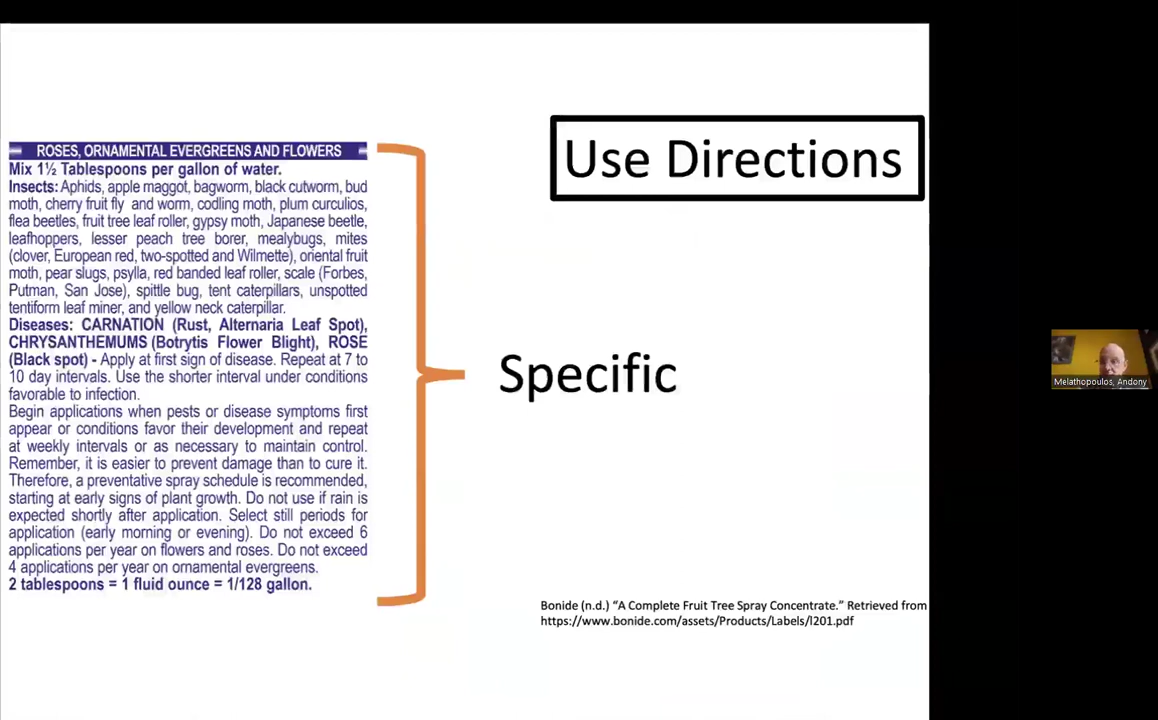 Use Directions
ROSES, ORNAMENTAL EVERGREENS AND FLOWERS
Mix 1½ Tablespoons per gallon of water.
Insects: Aphids, apple maggot, bagworm, black cutworm, bud
moth, cherry fruit fly and worm, codling moth, plum curculios,
flea beetles, fruit tree leaf roller, gypsy moth, Japanese beetle,
leafhoppers, lesser peach tree borer, mealybugs, mites
(clover, European red, two-spotted and Wilmette), oriental fruit
moth, pear slugs, psylla, red banded leaf roller, scale (Forbes,
Putman, San Jose), spittle bug, tent caterpillars, unspotted
tentiform leaf miner, and yellow neck caterpillar.
Diseases: CARNATION (Rust, Alternaria Leaf Spot),
CHRYSANTHEMUMS (Botrytis Flower Blight), ROSE
(Black spot) - Apply at first sign of disease. Repeat at 7 to
10 day intervals. Use the shorter interval under conditions
favorable to infection.
Begin applications when pests or disease symptoms first
appear or conditions favor their development and repeat
at weekly intervals or as necessary to maintain control.
Remember, it is easier to prevent damage than to cure it.
Therefore, a preventative spray schedule is recommended,
starting at early signs of plant growth. Do not use if rain is
expected shortly after application. Select still periods for
application (early morning or evening). Do not exceed 6
applications per year on flowers and roses. Do not exceed
4 applications per year on ornamental evergreens.
2 tablespoons = 1 fluid ounce = 1/128 gallon.
Specific
Bonide (n.d.) “A Complete Fruit Tree Spray Concentrate.” Retrieved from
https://www.bonide.com/assets/Products/Labels/l201.pdf
Melathopoulos, Andony